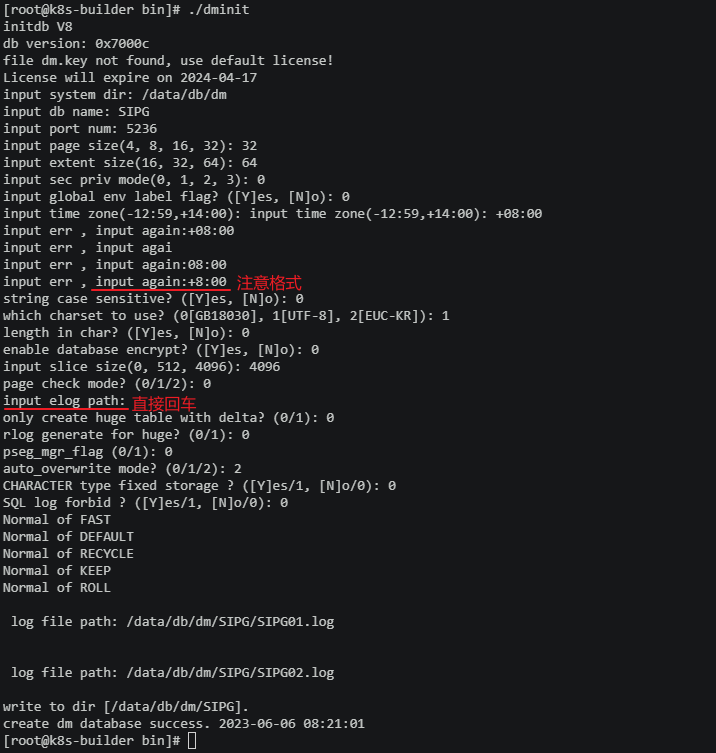 [root@k8s-builder bin]# ./dminit
initdb V8
db version: 0x7000c
file dm.key not found, use default license!
License will expire on 2024-04-17
input system dir: /data/db/dm
input db name: SIPG
input port num: 5236
input page size(4, 8, 16, 32): 32
input extent size(16, 32, 64): 64
input sec priv mode(0, 1, 2, 3): 0
input global env label flag? ([Y]es, [N]o): 0
input time zone(-12:59,+14:00): input time zone(-12:59,+14:00): +08:00
input err , input again:+08:00
input err , input agai
input err , input again:08:00
input err , input again:+8:00 注意格式
string case sensitive? ([Y]es, [N]o): 0
which charset to use? (0[GB18030], 1[UTF-8], 2[EUC-KR]): 1
length in char? ([Y]es, [N]o): 0
enable database encrypt? ([Y]es, [N]o): 0
input slice size(0, 512, 4096): 4096
page check mode? (0/1/2): 0
input elog path: 直接回车
only create huge table with delta? (0/1): 0
rlog generate for huge? (0/1): 0
pseg_mgr_flag (0/1): 0
auto_overwrite mode? (0/1/2): 2
CHARACTER type fixed storage ? ([Y]es/1, [N]o/0): 0
SQL log forbid ? ([Y]es/1, [N]o/0): 0
Normal of FAST
Normal of DEFAULT
Normal of RECYCLE
Normal of KEEP
Normal of ROLL
log file path: /data/db/dm/SIPG/SIPG01.log
log file path: /data/db/dm/SIPG/SIPG02.log
write to dir [/data/db/dm/SIPG].
create dm database success. 2023-06-06 08:21:01
[root@k8s-builder bin]#